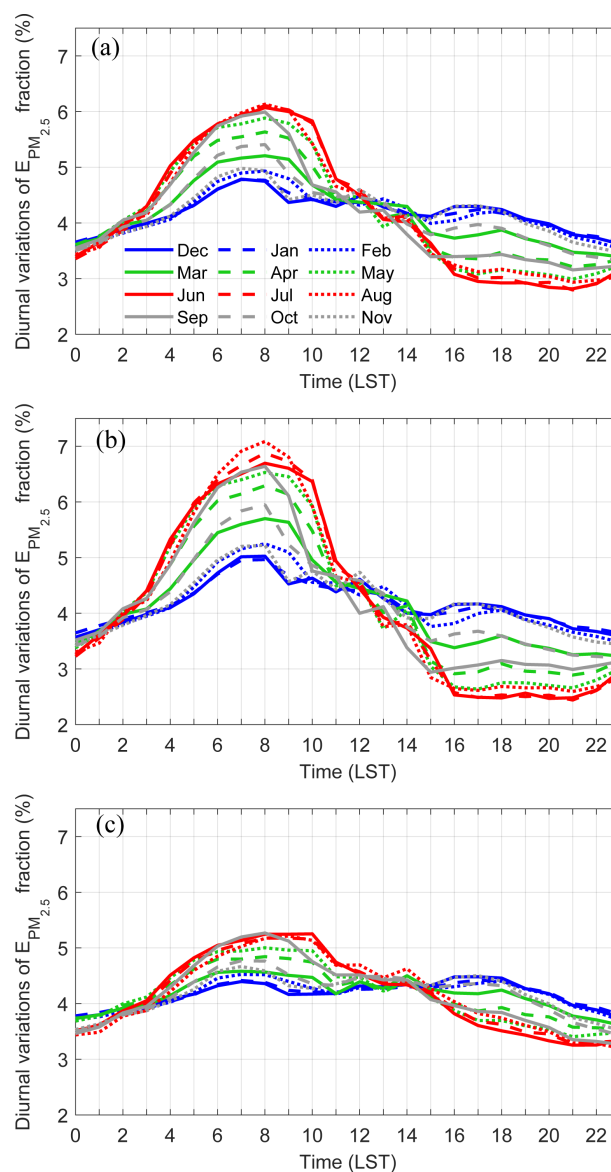 (a)
Diurnal variations of E_PM_2.5 fraction (%)
7
6
5
4
3
2
Dec Jan Feb
Mar Apr May
Jun Jul Aug
Sep Oct Nov
0 2 4 6 8 10 12 14 16 18 20 22
Time (LST)
(b)
Diurnal variations of E_PM_2.5 fraction (%)
7
6
5
4
3
2
0 2 4 6 8 10 12 14 16 18 20 22
Time (LST)
(c)
Diurnal variations of E_PM_2.5 fraction (%)
7
6
5
4
3
2
0 2 4 6 8 10 12 14 16 18 20 22
Time (LST)